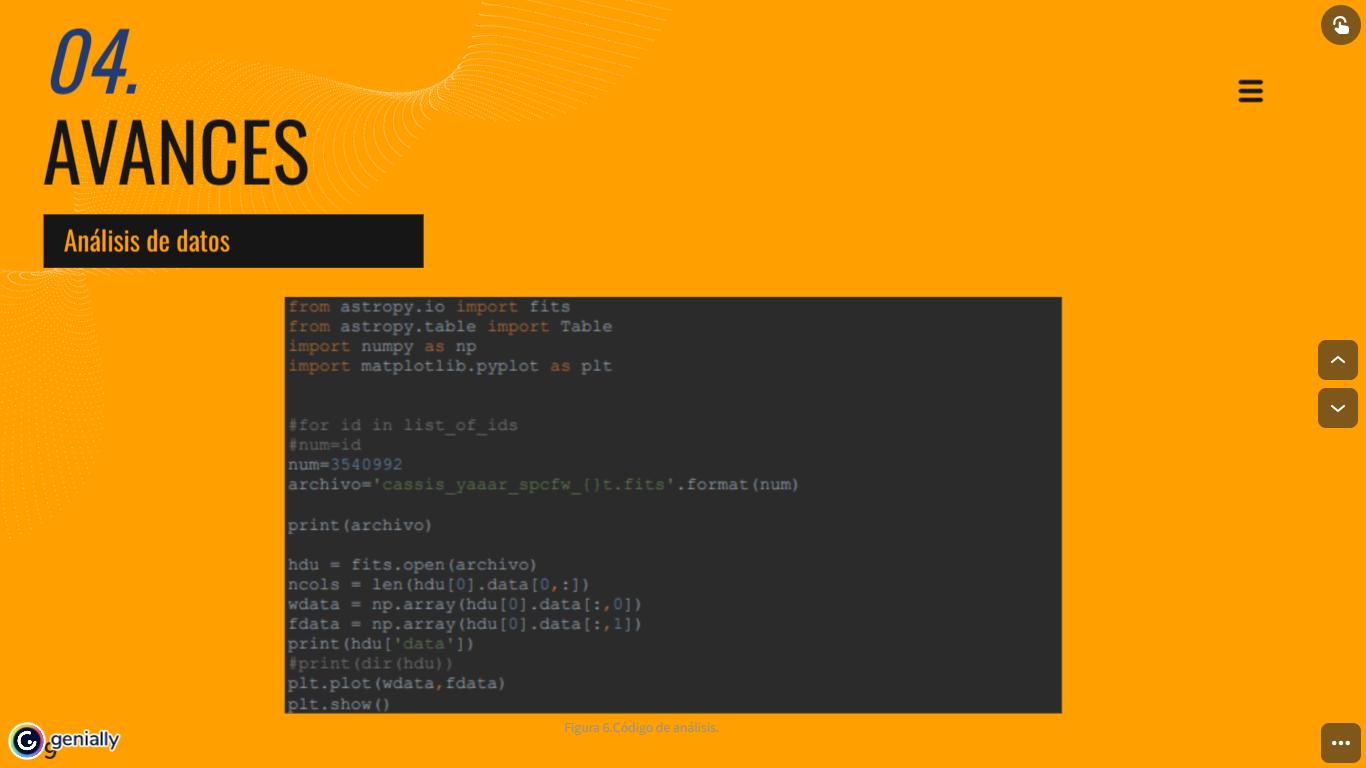 04.
AVANCES
Análisis de datos
from astropy.io import fits
from astropy.table import Table
import numpy as np
import matplotlib.pyplot as plt
#for id in list_of_ids
#num=id
num=3540992
archivo='cassis_yaaar_spcfw_{}t.fits'.format(num)
print(archivo)
hdu = fits.open(archivo)
ncols = len(hdu[0].data[0,:])
wdata = np.array(hdu[0].data[:,0])
fdata = np.array(hdu[0].data[:,1])
print(hdu['data'])
#print(dir(hdu))
plt.plot(wdata,fdata)
plt.show()
Figura 6.Código de análisis.
genially
9